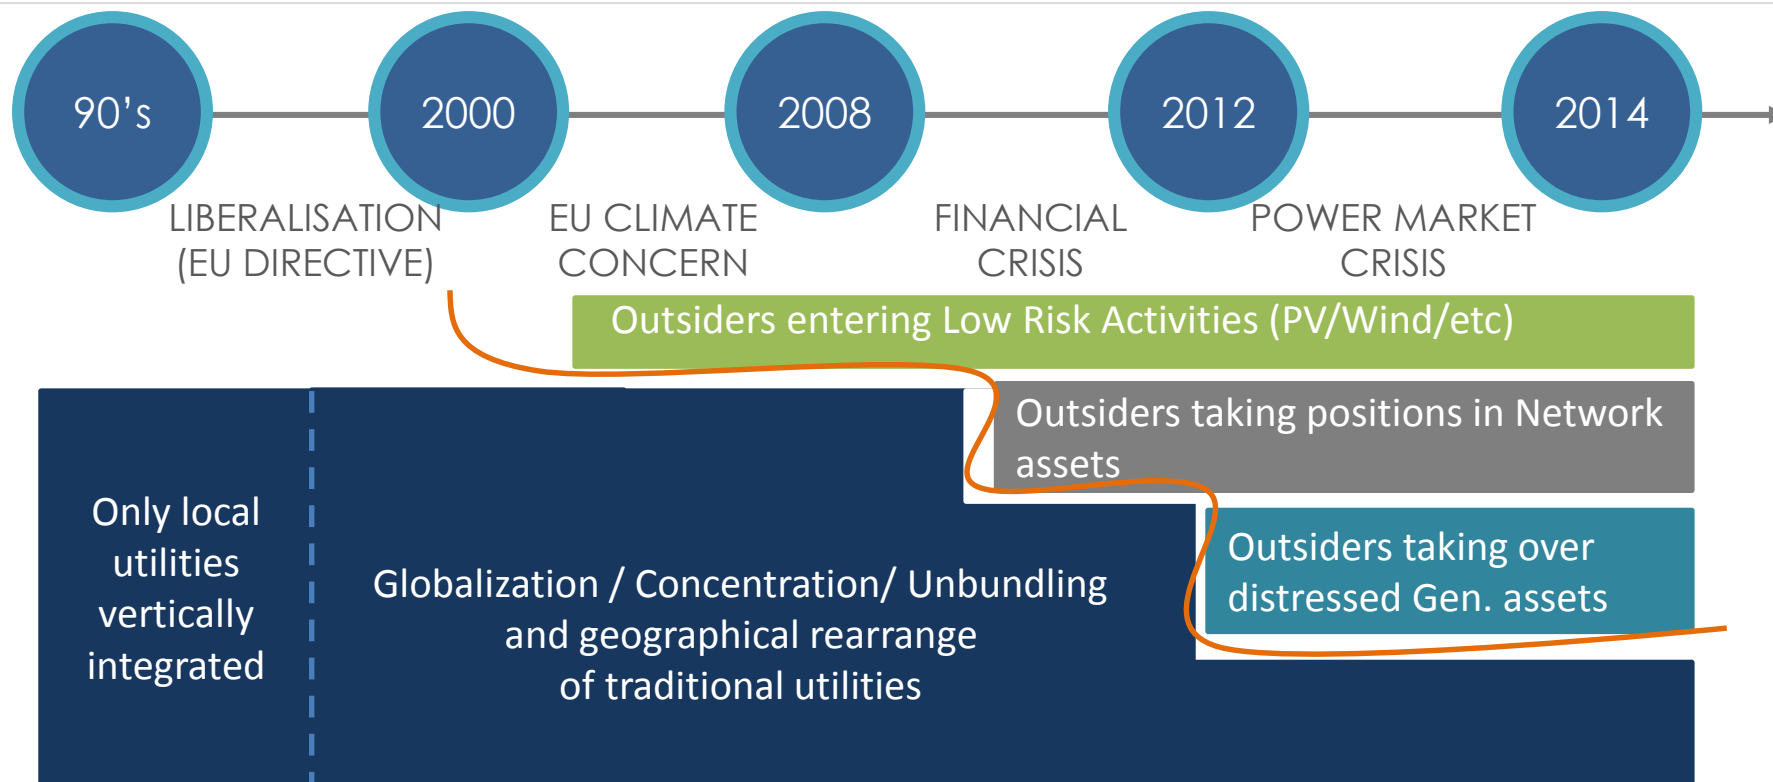 90's
2000
2008
2012
2014
LIBERALISATION
(EU DIRECTIVE)
EU CLIMATE
CONCERN
FINANCIAL
CRISIS
POWER MARKET
CRISIS
Outsiders entering Low Risk Activities (PV/Wind/etc)
Outsiders taking positions in Network
assets
Outsiders taking over
distressed Gen. assets
Only local
utilities
vertically
integrated
Globalization / Concentration/ Unbundling
and geographical rearrange
of traditional utilities